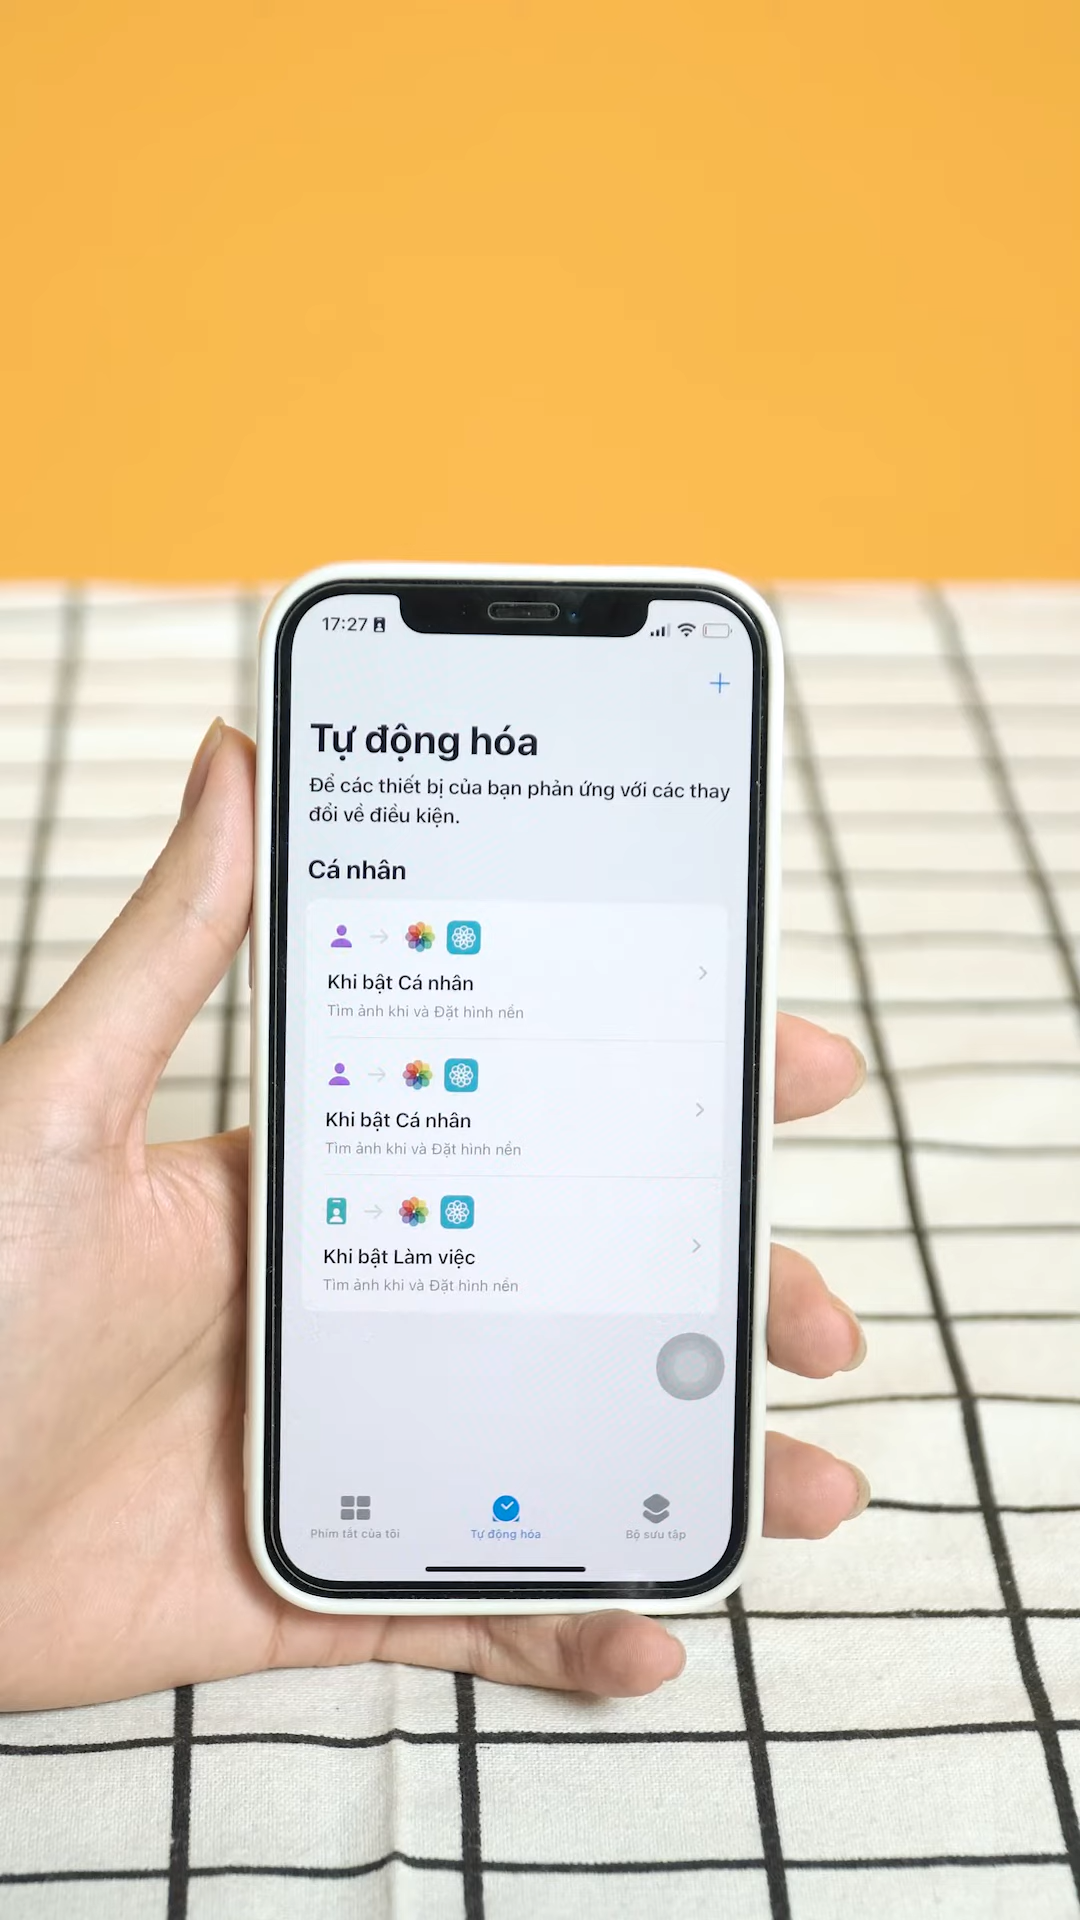 17:27
Tự động hóa
Để các thiết bị của bạn phản ứng với các thay
đổi về điều kiện.
Cá nhân
Khi bật Cá nhân
Tìm ảnh khi và Đặt hình nền
Khi bật Cá nhân
Tìm ảnh khi và Đặt hình nền
Khi bật Làm việc
Tìm ảnh khi và Đặt hình nền
Phím tắt của tôi
Tự động hóa
Bộ sưu tập